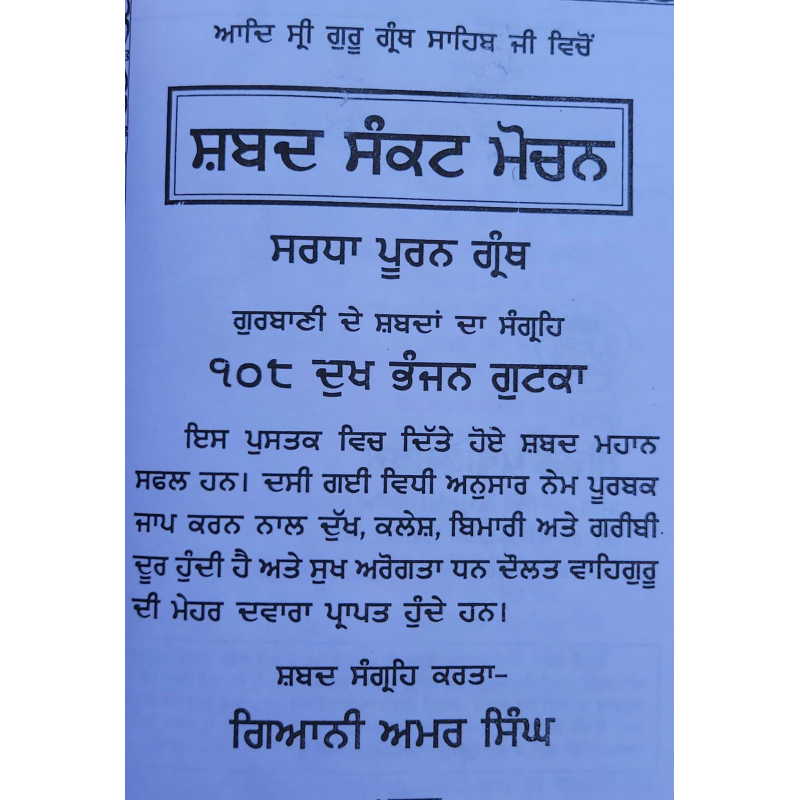 ਆਦਿ ਸ੍ਰੀ ਗੁਰੂ ਗ੍ਰੰਥ ਸਾਹਿਬ ਜੀ ਵਿਚੋਂ
ਸ਼ਬਦ ਸੰਕਟ ਮੋਚਨ
ਸਰਧਾ ਪੂਰਨ ਗ੍ਰੰਥ
ਗੁਰਬਾਣੀ ਦੇ ਸ਼ਬਦਾਂ ਦਾ ਸੰਗ੍ਰਹਿ
੧੦੮ ਦੁਖ ਭੰਜਨ ਗੁਟਕਾ
ਇਸ ਪੁਸਤਕ ਵਿਚ ਦਿੱਤੇ ਹੋਏ ਸ਼ਬਦ ਮਹਾਨ
ਸਫਲ ਹਨ। ਦਸੀ ਗਈ ਵਿਧੀ ਅਨੁਸਾਰ ਨੇਮ ਪੂਰਬਕ
ਜਾਪ ਕਰਨ ਨਾਲ ਦੁੱਖ, ਕਲੇਸ਼, ਬਿਮਾਰੀ ਅਤੇ ਗਰੀਬੀ
ਦੂਰ ਹੁੰਦੀ ਹੈ ਅਤੇ ਸੁਖ ਅਰੋਗਤਾ ਧਨ ਦੌਲਤ ਵਾਹਿਗੁਰੂ
ਦੀ ਮੇਹਰ ਦਵਾਰਾ ਪ੍ਰਾਪਤ ਹੁੰਦੇ ਹਨ।
ਸ਼ਬਦ ਸੰਗ੍ਰਹਿ ਕਰਤਾ-
ਗਿਆਨੀ ਅਮਰ ਸਿੰਘ